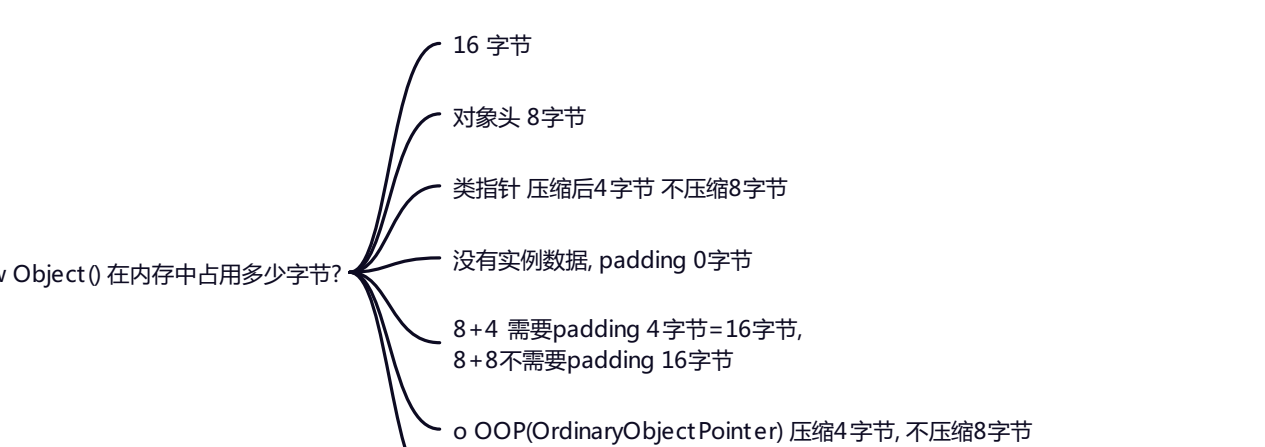 16 字节
对象头 8字节
类指针 压缩后4字节 不压缩8字节
没有实例数据, padding 0字节
Object() 在内存中占用多少字节?
8+4 需要padding 4字节=16字节,
8+8不需要padding 16字节
o OOP(OrdinaryObjectPointer) 压缩4字节, 不压缩8字节